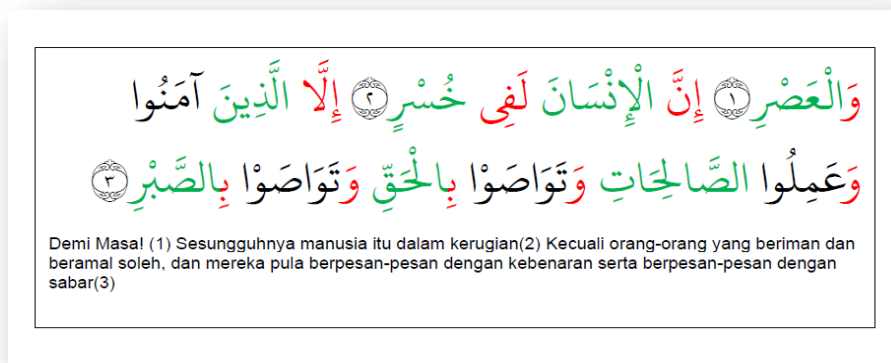 وَالْعَصْرِ ۝١ إِنَّ الْإِنْسَانَ لَفِى خُسْرٍ ۝٢ إِلَّا الَّذِينَ آمَنُوا
وَعَمِلُوا الصَّالِحَاتِ وَتَوَاصَوْا بِالْحَقِّ وَتَوَاصَوْا بِالصَّبْرِ ۝٣
Demi Masa! (1) Sesungguhnya manusia itu dalam kerugian(2) Kecuali orang-orang yang beriman dan
beramal soleh, dan mereka pula berpesan-pesan dengan kebenaran serta berpesan-pesan dengan
sabar(3)